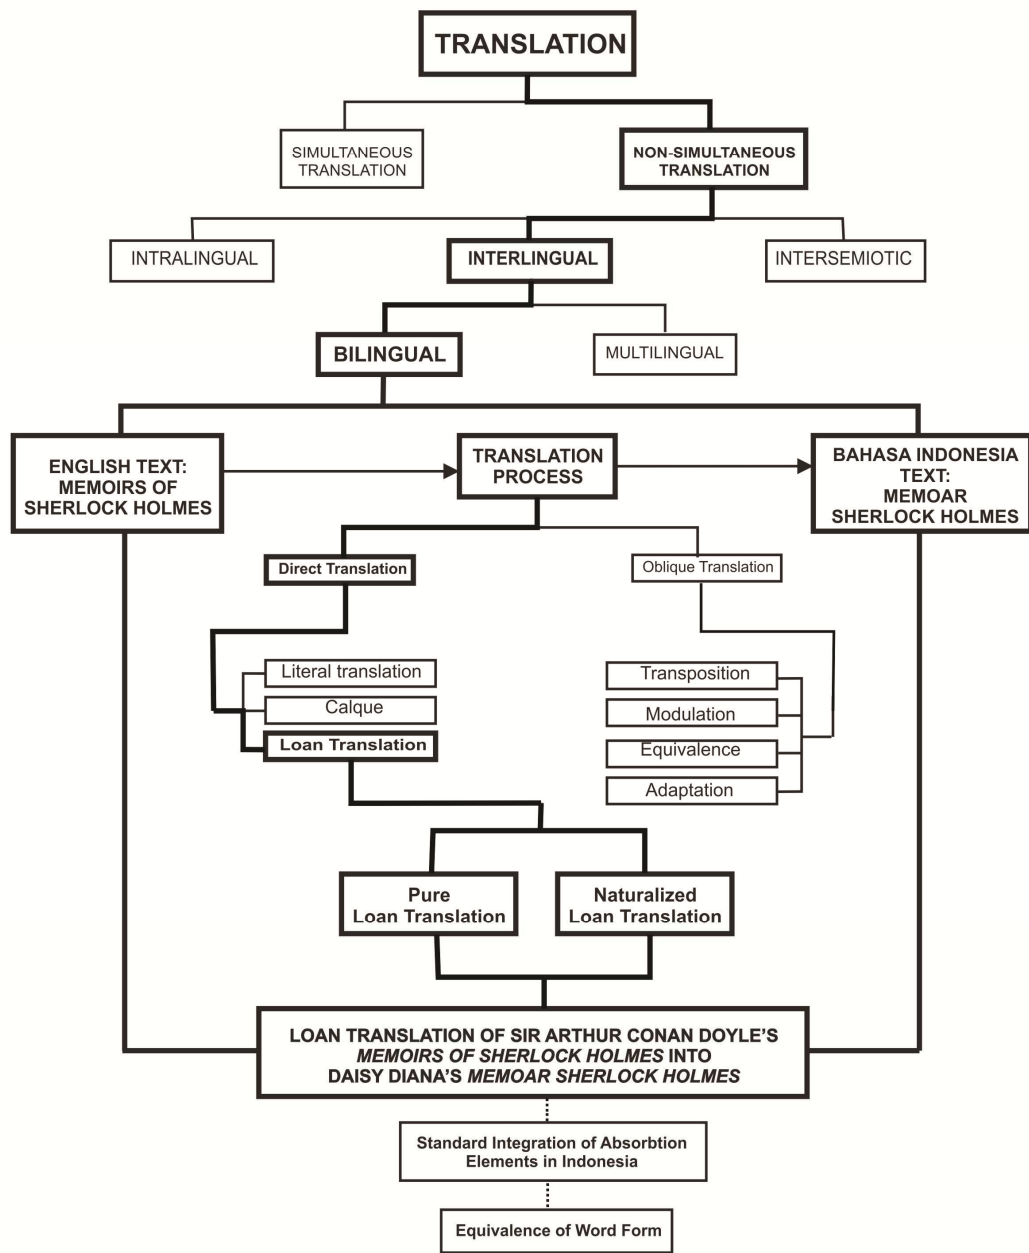 TRANSLATION
SIMULTANEOUS
TRANSLATION
NON-SIMULTANEOUS
TRANSLATION
INTRALINGUAL
INTERLINGUAL
INTERSEMIOTIC
BILINGUAL
MULTILINGUAL
ENGLISH TEXT:
MEMOIRS OF
SHERLOCK HOLMES
TRANSLATION
PROCESS
BAHASA INDONESIA
TEXT:
MEMOAR
SHERLOCK HOLMES
Direct Translation
Oblique Translation
Literal translation
Calque
Loan Translation
Transposition
Modulation
Equivalence
Adaptation
Pure
Loan Translation
Naturalized
Loan Translation
LOAN TRANSLATION OF SIR ARTHUR CONAN DOYLE'S
MEMOIRS OF SHERLOCK HOLMES INTO
DAISY DIANA'S MEMOAR SHERLOCK HOLMES
Standard Integration of Absorbtion
Elements in Indonesia
Equivalence of Word Form